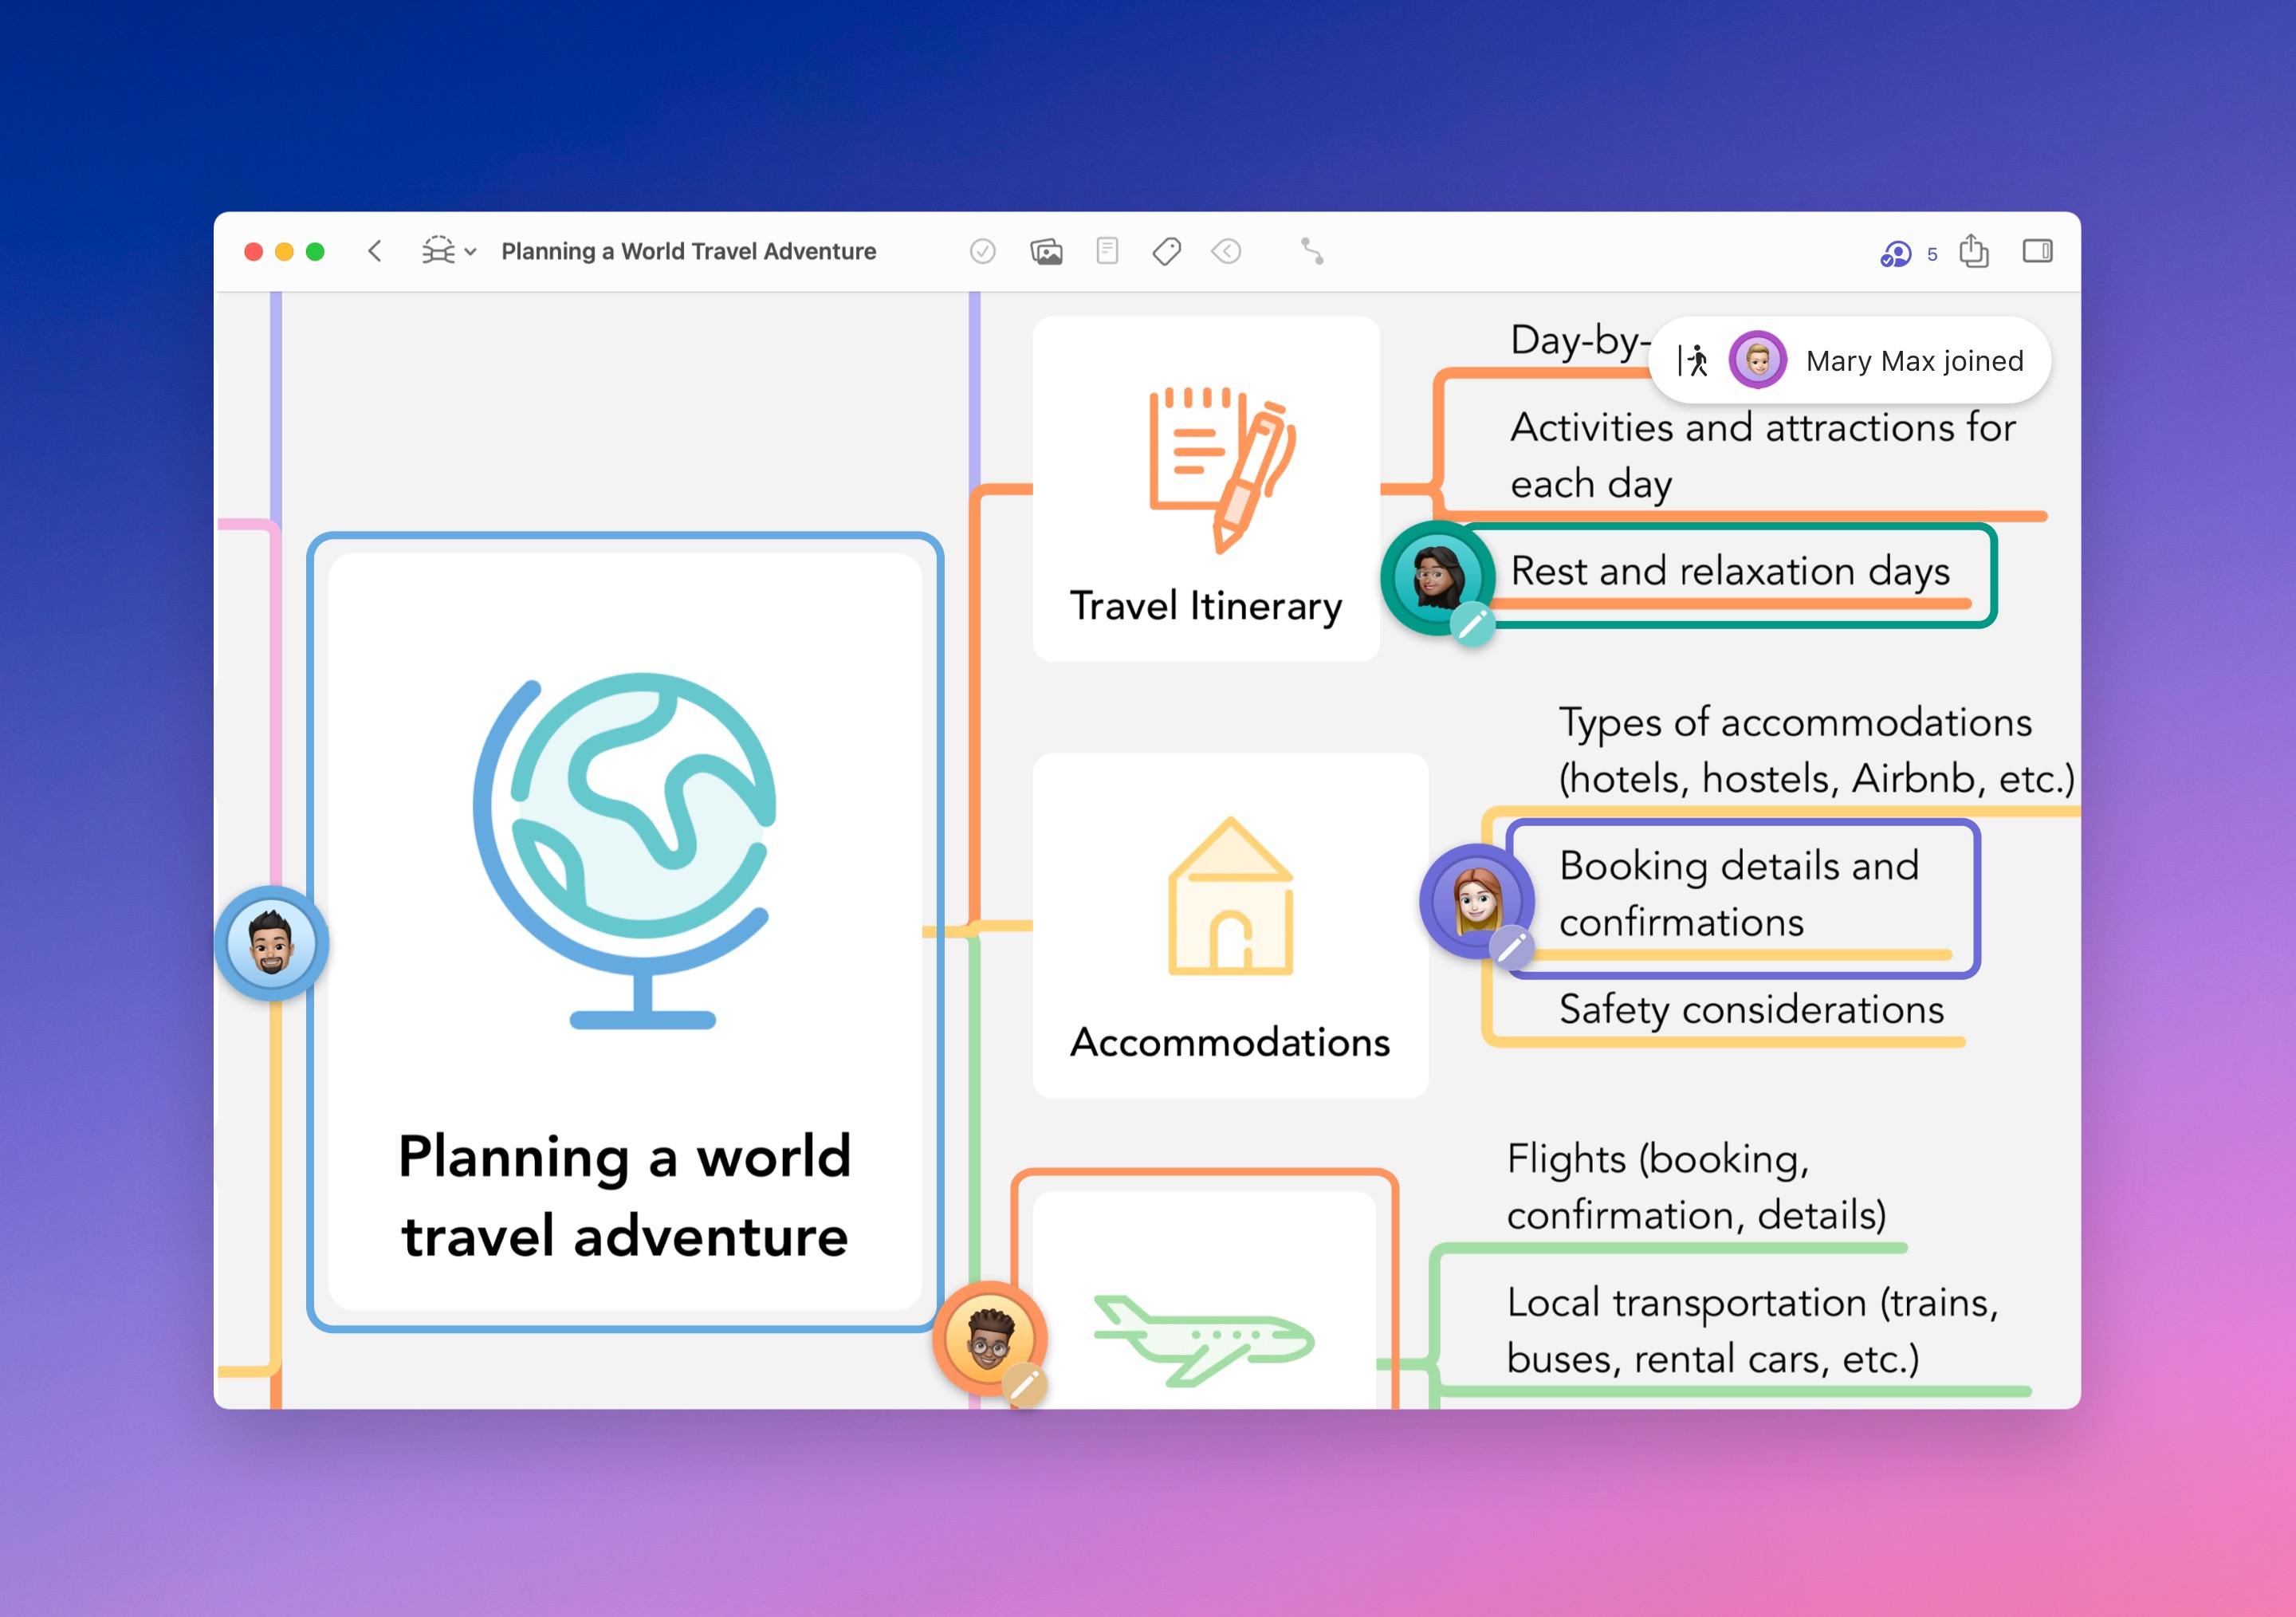 Planning a World Travel Adventure
5
Day-by-
Mary Max joined
Activities and attractions for
each day
Rest and relaxation days
Travel Itinerary
Types of accommodations
(hotels, hostels, Airbnb, etc.)
Booking details and
confirmations
Safety considerations
Accommodations
Planning a world
travel adventure
Flights (booking,
confirmation, details)
Local transportation (trains,
buses, rental cars, etc.)